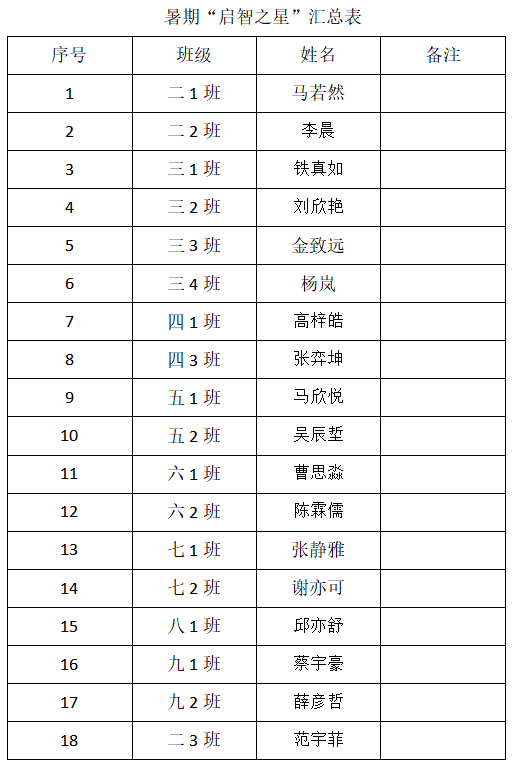 暑期“启智之星”汇总表
序号 班级 姓名 备注
1 二1班 马若然
2 二2班 李晨
3 三1班 铁真如
4 三2班 刘欣艳
5 三3班 金致远
6 三4班 杨岚
7 四1班 高梓皓
8 四3班 张弈坤
9 五1班 马欣悦
10 五2班 吴辰堑
11 六1班 曹思淼
12 六2班 陈霖儒
13 七1班 张静雅
14 七2班 谢亦可
15 八1班 邱亦舒
16 九1班 蔡宇豪
17 九2班 薛彦哲
18 二3班 范宇菲